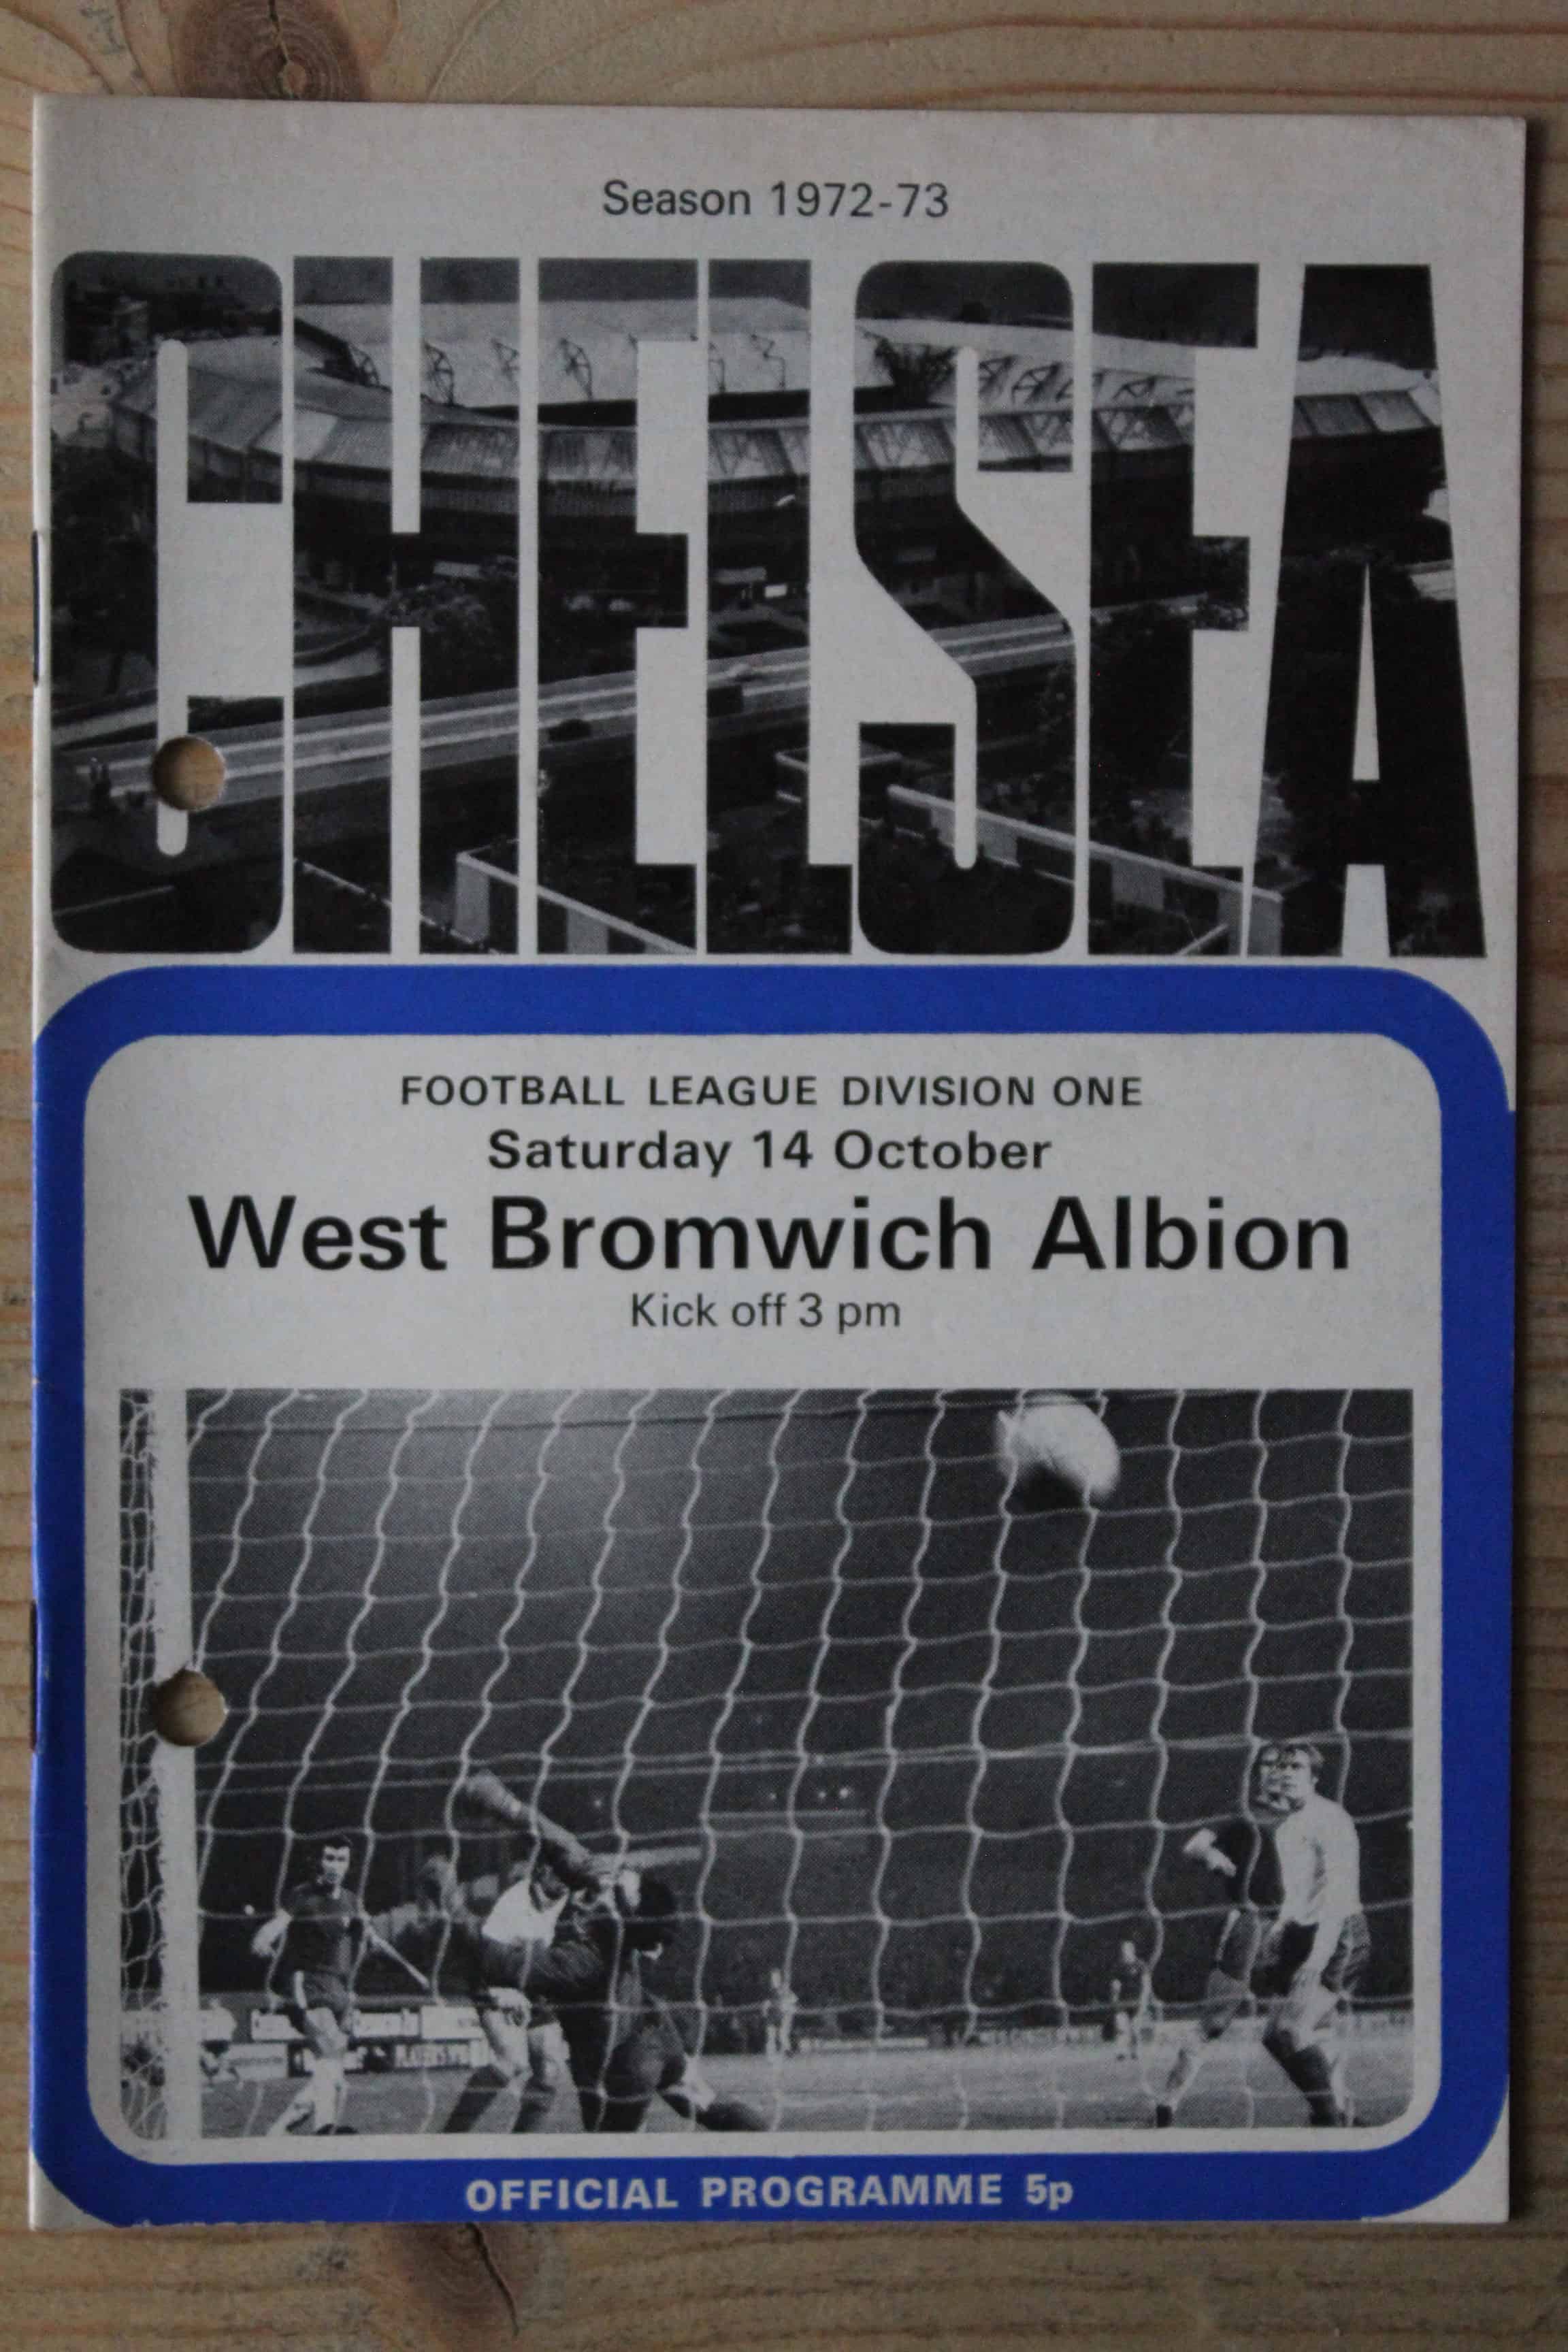 Season 1972-73
CHELSEA
FOOTBALL LEAGUE DIVISION ONE
Saturday 14 October
West Bromwich Albion
Kick off 3 pm
OFFICIAL PROGRAMME 5p